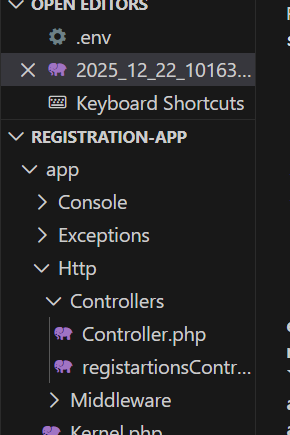 OPEN EDITORS
.env
2025_12_22_10163...
Keyboard Shortcuts
REGISTRATION-APP
app
Console
Exceptions
Http
Controllers
Controller.php
registartionsContr...
Middleware
Kernel.php